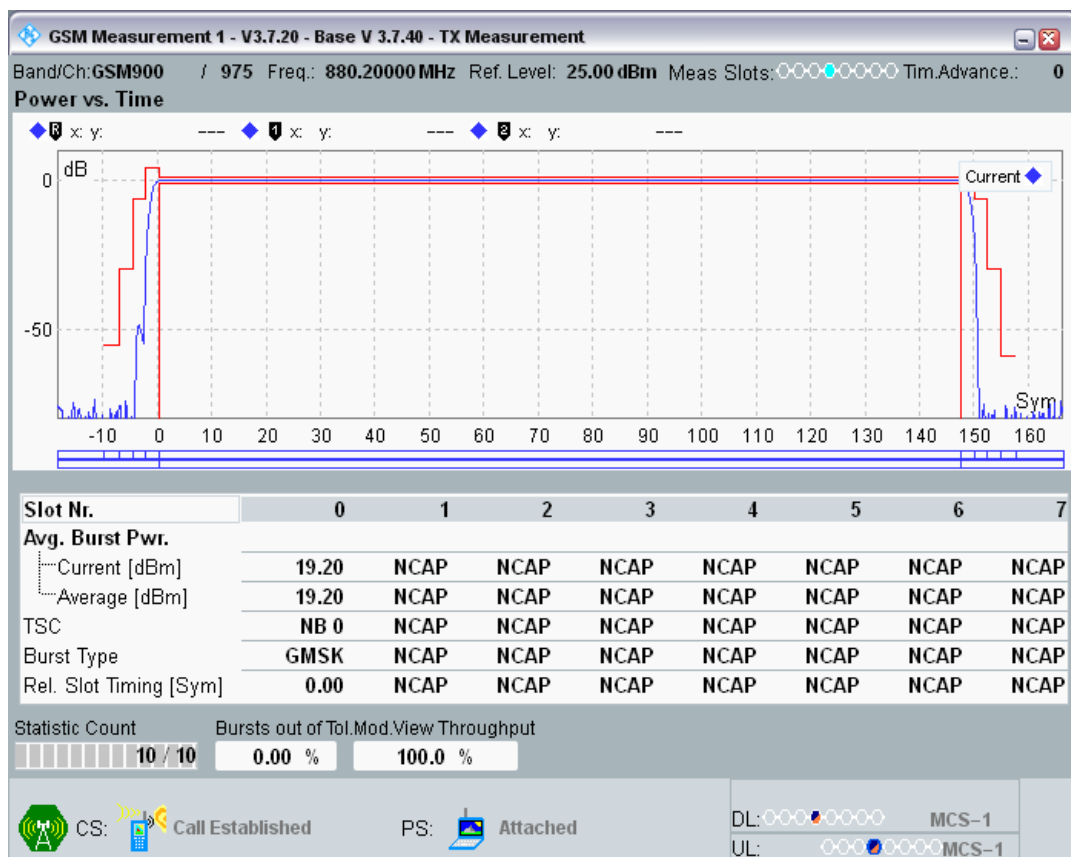 GSM Measurement 1 - V3.7.20 - Base V 3.7.40 - TX Measurement
Band/Ch:GSM900 / 975 Freq.: 880.20000 MHz Ref. Level: 25.00 dBm Meas Slots: Tim.Advance.: 0
Power vs. Time
R x: y: --- 1 x: y: --- 2 x: y: ---
dB
Current
0
-50
Sym
-10 0 10 20 30 40 50 60 70 80 90 100 110 120 130 140 150 160
Slot Nr. 0 1 2 3 4 5 6 7
Avg. Burst Pwr.
Current [dBm] 19.20 NCAP NCAP NCAP NCAP NCAP NCAP NCAP
Average [dBm] 19.20 NCAP NCAP NCAP NCAP NCAP NCAP NCAP
TSC NB 0 NCAP NCAP NCAP NCAP NCAP NCAP NCAP
Burst Type GMSK NCAP NCAP NCAP NCAP NCAP NCAP NCAP
Rel. Slot Timing [Sym] 0.00 NCAP NCAP NCAP NCAP NCAP NCAP NCAP
Statistic Count Bursts out of Tol.Mod.View Throughput
10 / 10 0.00 % 100.0 %
CS: Call Established PS: Attached
DL: MCS-1
UL: MCS-1